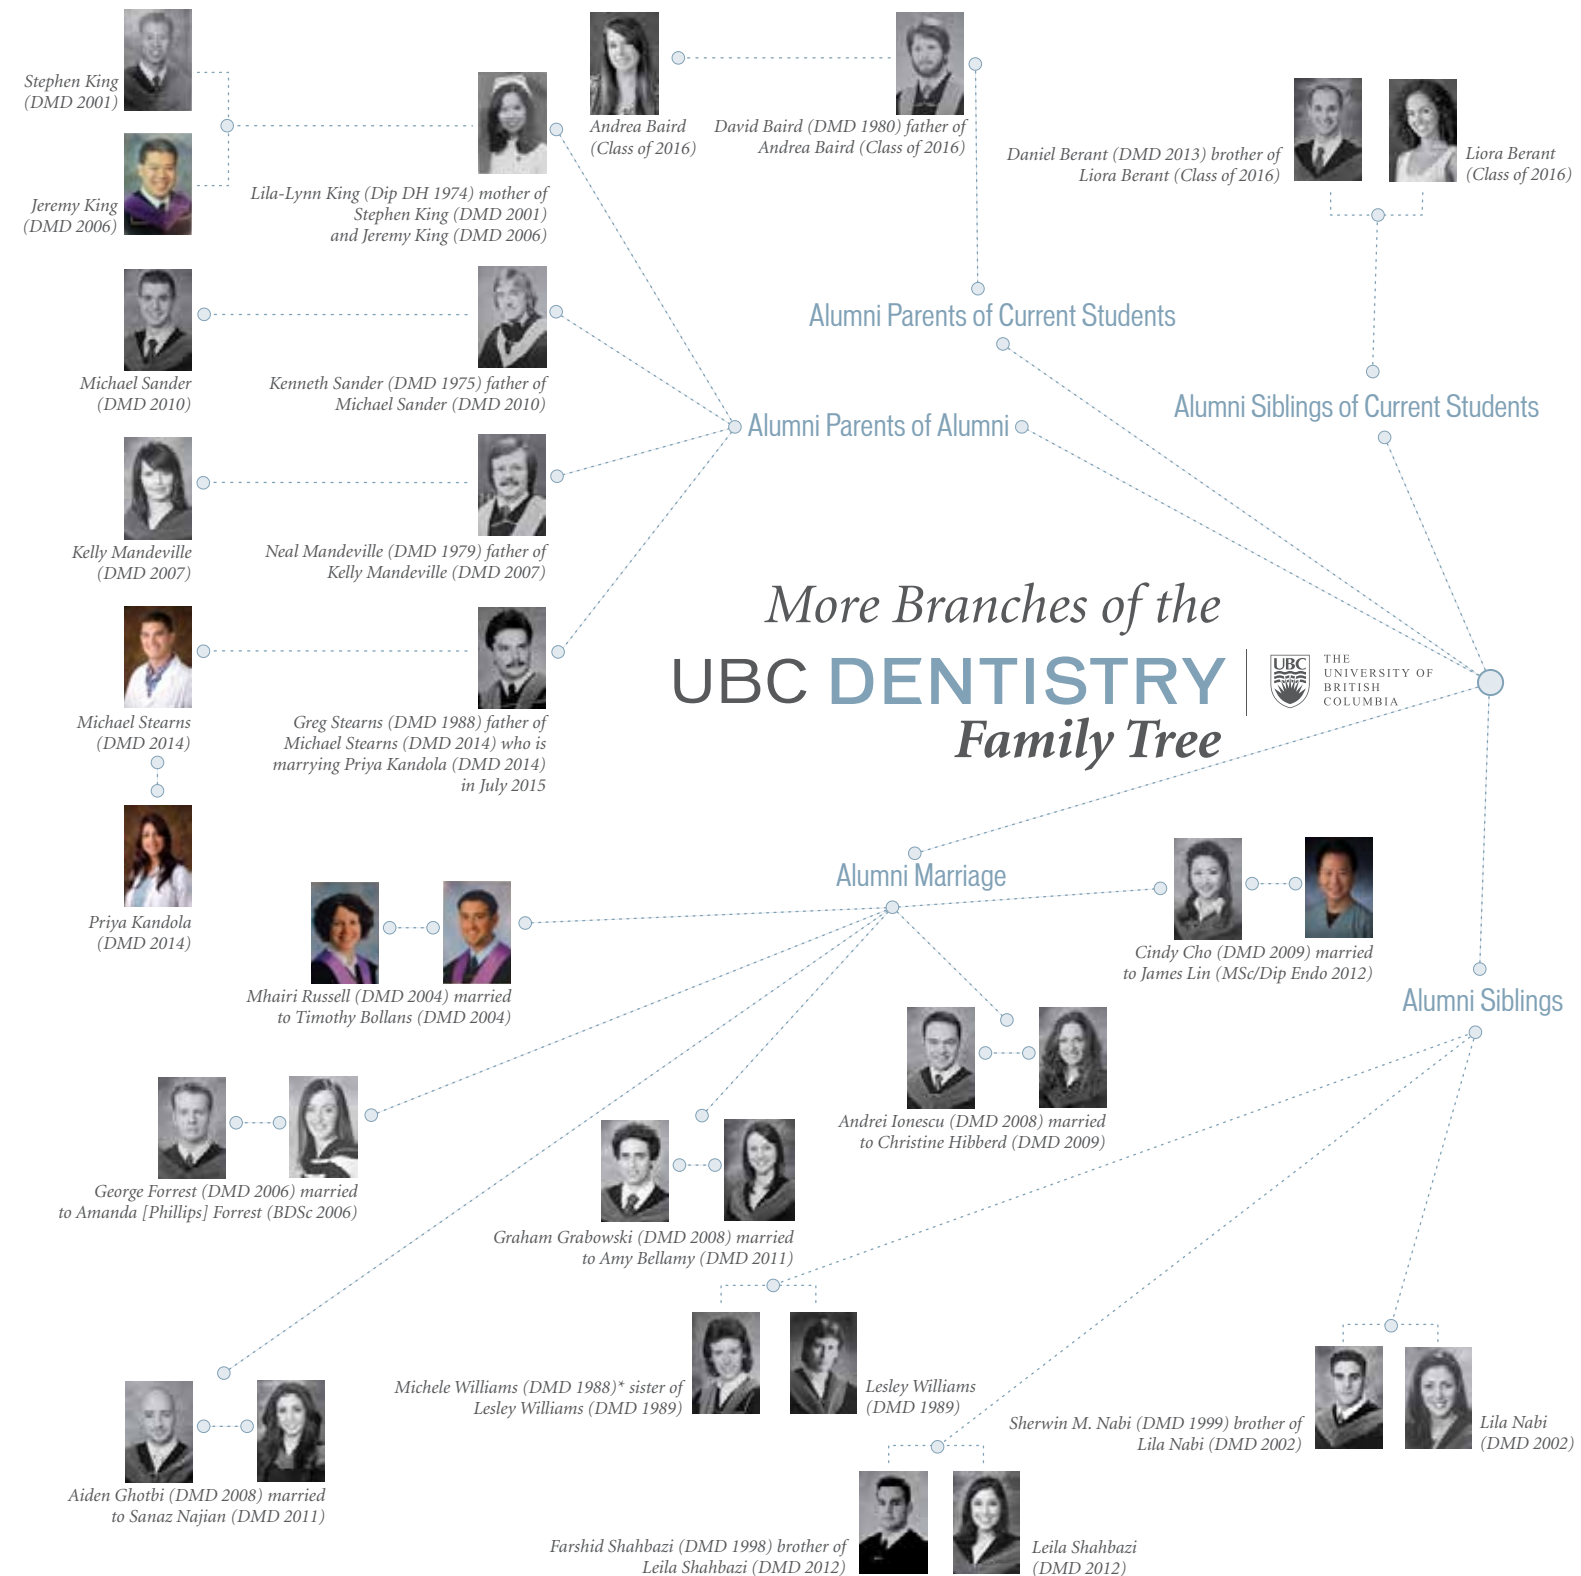 Stephen King
(DMD 2001)
Jeremy King
(DMD 2006)
Lila-Lynn King (Dip DH 1974) mother of
Stephen King (DMD 2001)
and Jeremy King (DMD 2006)
Andrea Baird
(Class of 2016)
David Baird (DMD 1980) father of
Andrea Baird (Class of 2016)
Daniel Berant (DMD 2013) brother of
Liora Berant (Class of 2016)
Liora Berant
(Class of 2016)
Alumni Parents of Current Students
Alumni Siblings of Current Students
Michael Sander
(DMD 2010)
Kenneth Sander (DMD 1975) father of
Michael Sander (DMD 2010)
Alumni Parents of Alumni
Kelly Mandeville
(DMD 2007)
Neal Mandeville (DMD 1979) father of
Kelly Mandeville (DMD 2007)
More Branches of the
UBC DENTISTRY
Family Tree
UBC
THE
UNIVERSITY OF
BRITISH
COLUMBIA
Michael Stearns
(DMD 2014)
Greg Stearns (DMD 1988) father of
Michael Stearns (DMD 2014) who is
marrying Priya Kandola (DMD 2014)
in July 2015
Priya Kandola
(DMD 2014)
Alumni Marriage
Cindy Cho (DMD 2009) married
to James Lin (MSc/Dip Endo 2012)
Mhairi Russell (DMD 2004) married
to Timothy Bollans (DMD 2004)
Alumni Siblings
Andrei Ionescu (DMD 2008) married
to Christine Hibberd (DMD 2009)
George Forrest (DMD 2006) married
to Amanda [Phillips] Forrest (BDSc 2006)
Graham Grabowski (DMD 2008) married
to Amy Bellamy (DMD 2011)
Michele Williams (DMD 1988)* sister of
Lesley Williams (DMD 1989)
Lesley Williams
(DMD 1989)
Sherwin M. Nabi (DMD 1999) brother of
Lila Nabi (DMD 2002)
Lila Nabi
(DMD 2002)
Aiden Ghotbi (DMD 2008) married
to Sanaz Najian (DMD 2011)
Farshid Shahbazi (DMD 1998) brother of
Leila Shahbazi (DMD 2012)
Leila Shahbazi
(DMD 2012)